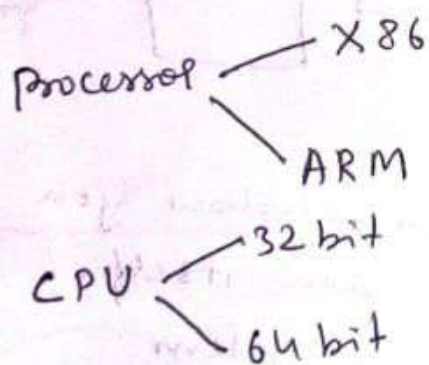 X86
Processor
ARM
32 bit
CPU
64 bit